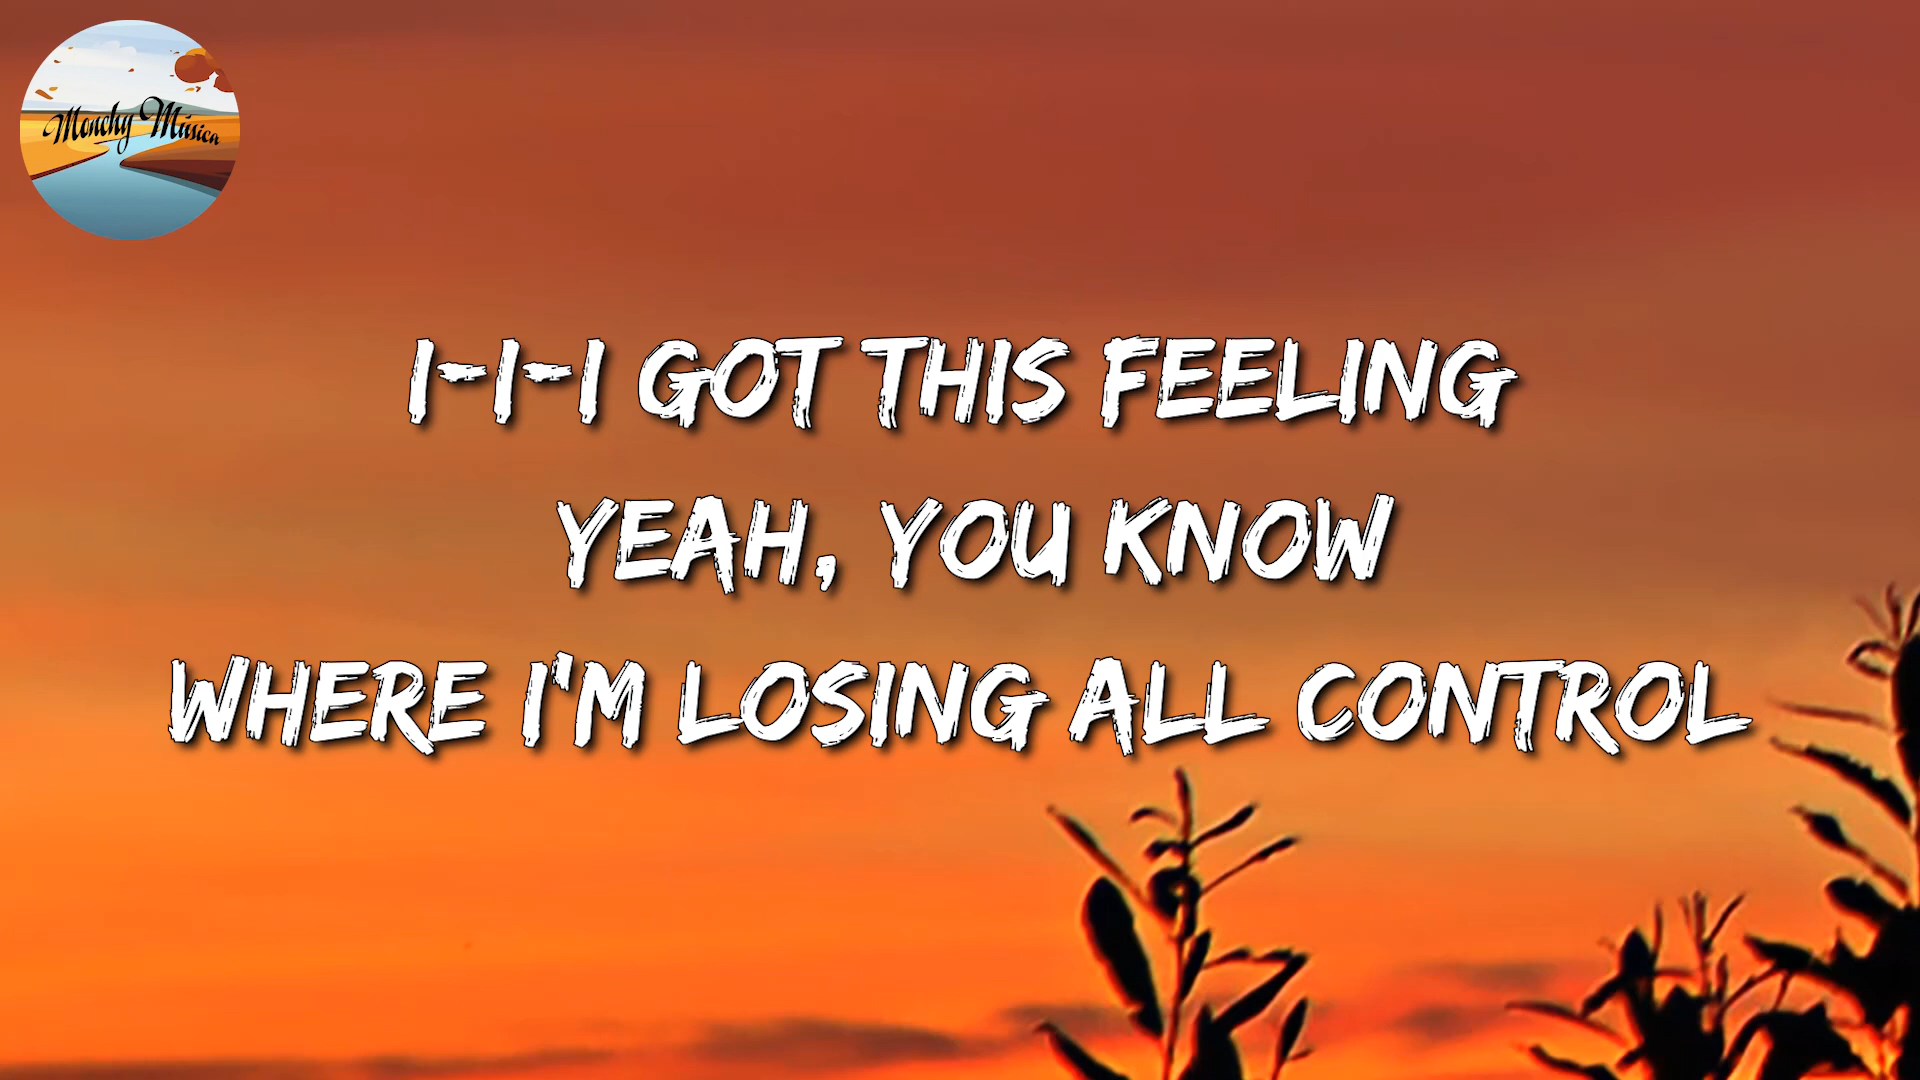 Monchy Música
I-I-I GOT THIS FEELING
YEAH, YOU KNOW
WHERE I'M LOSING ALL CONTROL